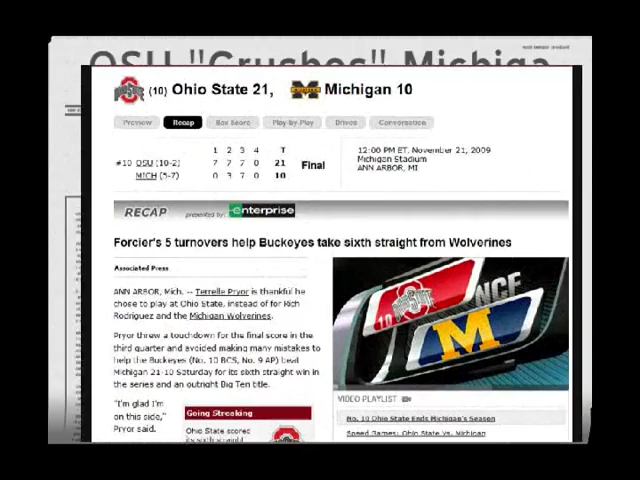 OSU "Crushes" Michiga
(10) Ohio State 21, Michigan 10
Preview Recap Box Score Play-by-Play Drives Conversation
1 2 3 4 T
#10 OSU (10-2) 7 7 7 0 21
MICH (5-7) 0 3 7 0 10
Final
12:00 PM ET, November 21, 2009
Michigan Stadium
ANN ARBOR, MI
RECAP presented by: enterprise
Forcier's 5 turnovers help Buckeyes take sixth straight from Wolverines
Associated Press
ANN ARBOR, Mich. -- Terrelle Pryor is thankful he
chose to play at Ohio State, instead of for Rich
Rodriguez and the Michigan Wolverines.
Pryor threw a touchdown for the final score in the
third quarter and avoided making many mistakes to
help the Buckeyes (No. 10 BCS, No. 9 AP) beat
Michigan 21-10 Saturday for its sixth straight win in
the series and an outright Big Ten title.
"I'm glad I'm
on this side,"
Pryor said.
Going Streaking
Ohio State scored
its sixth straight
10 OHIO STATE
NCE
M
VIDEO PLAYLIST
No. 10 Ohio State Ends Michigan's Season
Speed Games: Ohio State Vs. Michigan